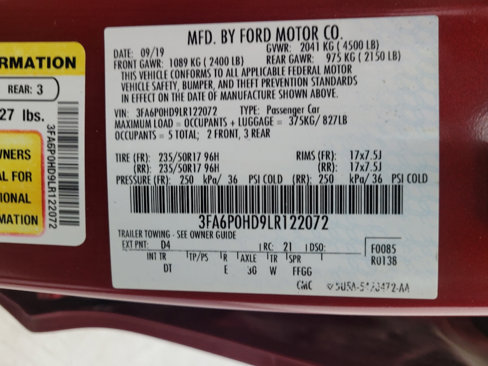 MFD. BY FORD MOTOR CO.
DATE: 09/19 GVWR: 2041 KG ( 4500 LB)
FRONT GAWR: 1089 KG ( 2400 LB) REAR GAWR: 975 KG ( 2150 LB)
THIS VEHICLE CONFORMS TO ALL APPLICABLE FEDERAL MOTOR
VEHICLE SAFETY, BUMPER, AND THEFT PREVENTION STANDARDS
IN EFFECT ON THE DATE OF MANUFACTURE SHOWN ABOVE.
VIN: 3FA6P0HD9LR122072 TYPE: Passenger Car
MAXIMUM LOAD = OCCUPANTS + LUGGAGE = 375KG/ 827LB
OCCUPANTS = 5 TOTAL; 2 FRONT, 3 REAR
TIRE (FR): 235/50R17 96H RIMS (FR): 17x7.5J
(RR): 235/50R17 96H (RR): 17x7.5J
PRESSURE (FR): 250 kPa/ 36 PSI COLD (RR): 250 kPa/ 36 PSI COLD
3FA6P0HD9LR122072
TRAILER TOWING - SEE OWNER GUIDE
EXT PNT: D4 RC: 21 DSO: F0085
INT TR TP/PS R AXLE TR SPR R0138
DT E 3G W FFGG
ORMATION
REAR: 3
27 lbs.
3FA6P0HD9LR122072
WNERS
AL FOR
IONAL
MATION